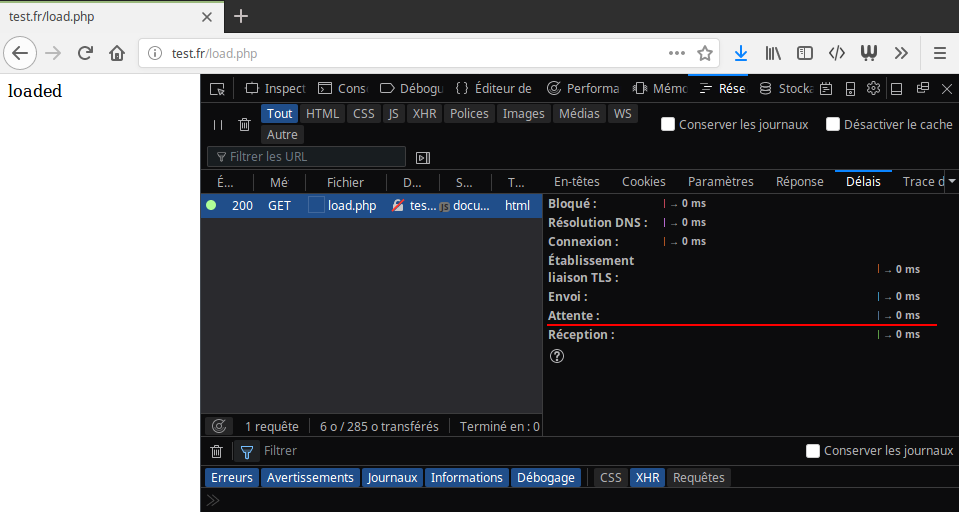 test.fr/load.php
test.fr/load.php
loaded
Inspect Cons Débogu Éditeur de Performa Mémo Rése Stocka
Tout HTML CSS JS XHR Polices Images Médias WS
Autre
Conserver les journaux Désactiver le cache
Filtrer les URL
É... Mé Fichier D... S... T...
200 GET load.php tes... JS docu... html
En-têtes Cookies Paramètres Réponse Délais Trace d
Bloqué : → 0 ms
Résolution DNS : → 0 ms
Connexion : → 0 ms
Établissement
liaison TLS : → 0 ms
Envoi : → 0 ms
Attente : → 0 ms
Réception : → 0 ms
1 requête 6 o / 285 o transférés Terminé en : 0
Filtrer Conserver les journaux
Erreurs Avertissements Journaux Informations Débogage CSS XHR Requêtes